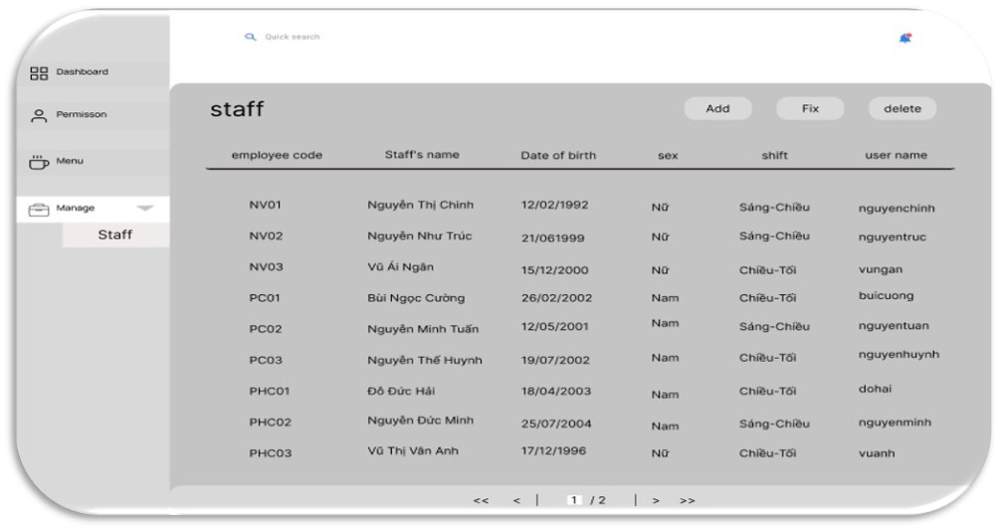 Quick search
Dashboard
Permisson
Menu
Manage
Staff
staff Add Fix delete
employee code Staff's name Date of birth sex shift user name
NV01 Nguyễn Thị Chinh 12/02/1992 Nữ Sáng-Chiều nguyenchinh
NV02 Nguyễn Như Trúc 21/061999 Nữ Sáng-Chiều nguyentruc
NV03 Vũ Ái Ngân 15/12/2000 Nữ Chiều-Tối vungan
PC01 Bùi Ngọc Cường 26/02/2002 Nam Chiều-Tối buicuong
PC02 Nguyễn Minh Tuấn 12/05/2001 Nam Sáng-Chiều nguyentuan
PC03 Nguyễn Thế Huynh 19/07/2002 Nam Chiều-Tối nguyenhuynh
PHC01 Đỗ Đức Hải 18/04/2003 Nam Chiều-Tối dohai
PHC02 Nguyễn Đức Minh 25/07/2004 Nam Sáng-Chiều nguyenminh
PHC03 Vũ Thị Vân Anh 17/12/1996 Nữ Chiều-Tối vuanh
<< < | 1 / 2 | > >>